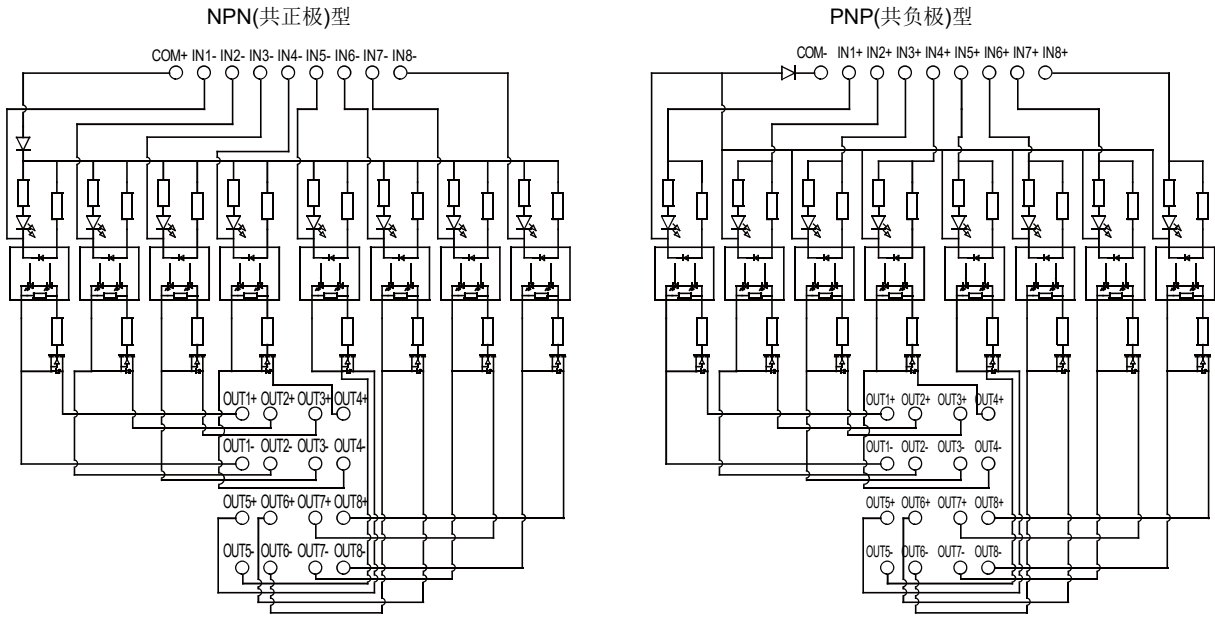 NPN(共正极)型
COM+ IN1- IN2- IN3- IN4- IN5- IN6- IN7- IN8-
OUT1+ OUT2+ OUT3+ OUT4+
OUT1- OUT2- OUT3- OUT4-
OUT5+ OUT6+ OUT7+ OUT8+
OUT5- OUT6- OUT7- OUT8-
PNP(共负极)型
COM- IN1+ IN2+ IN3+ IN4+ IN5+ IN6+ IN7+ IN8+
OUT1+ OUT2+ OUT3+ OUT4+
OUT1- OUT2- OUT3- OUT4-
OUT5+ OUT6+ OUT7+ OUT8+
OUT5- OUT6- OUT7- OUT8-